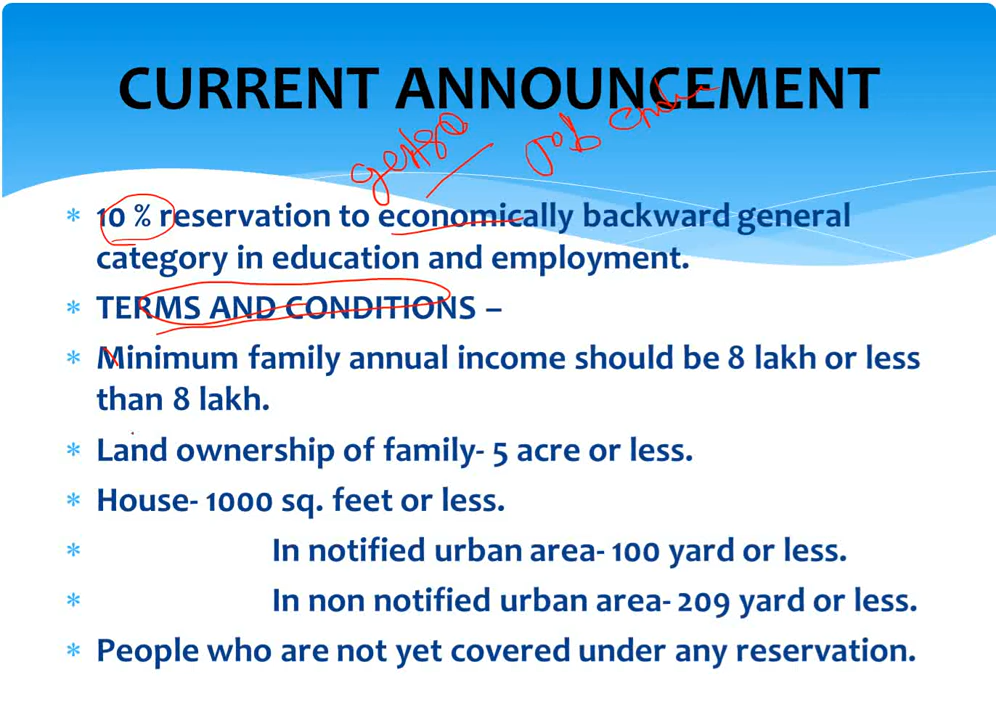 CURRENT ANNOUNCEMENT
* 10 % reservation to economically backward general
category in education and employment.
* TERMS AND CONDITIONS –
* Minimum family annual income should be 8 lakh or less
than 8 lakh.
* Land ownership of family- 5 acre or less.
* House- 1000 sq. feet or less.
* In notified urban area- 100 yard or less.
* In non notified urban area- 209 yard or less.
* People who are not yet covered under any reservation.